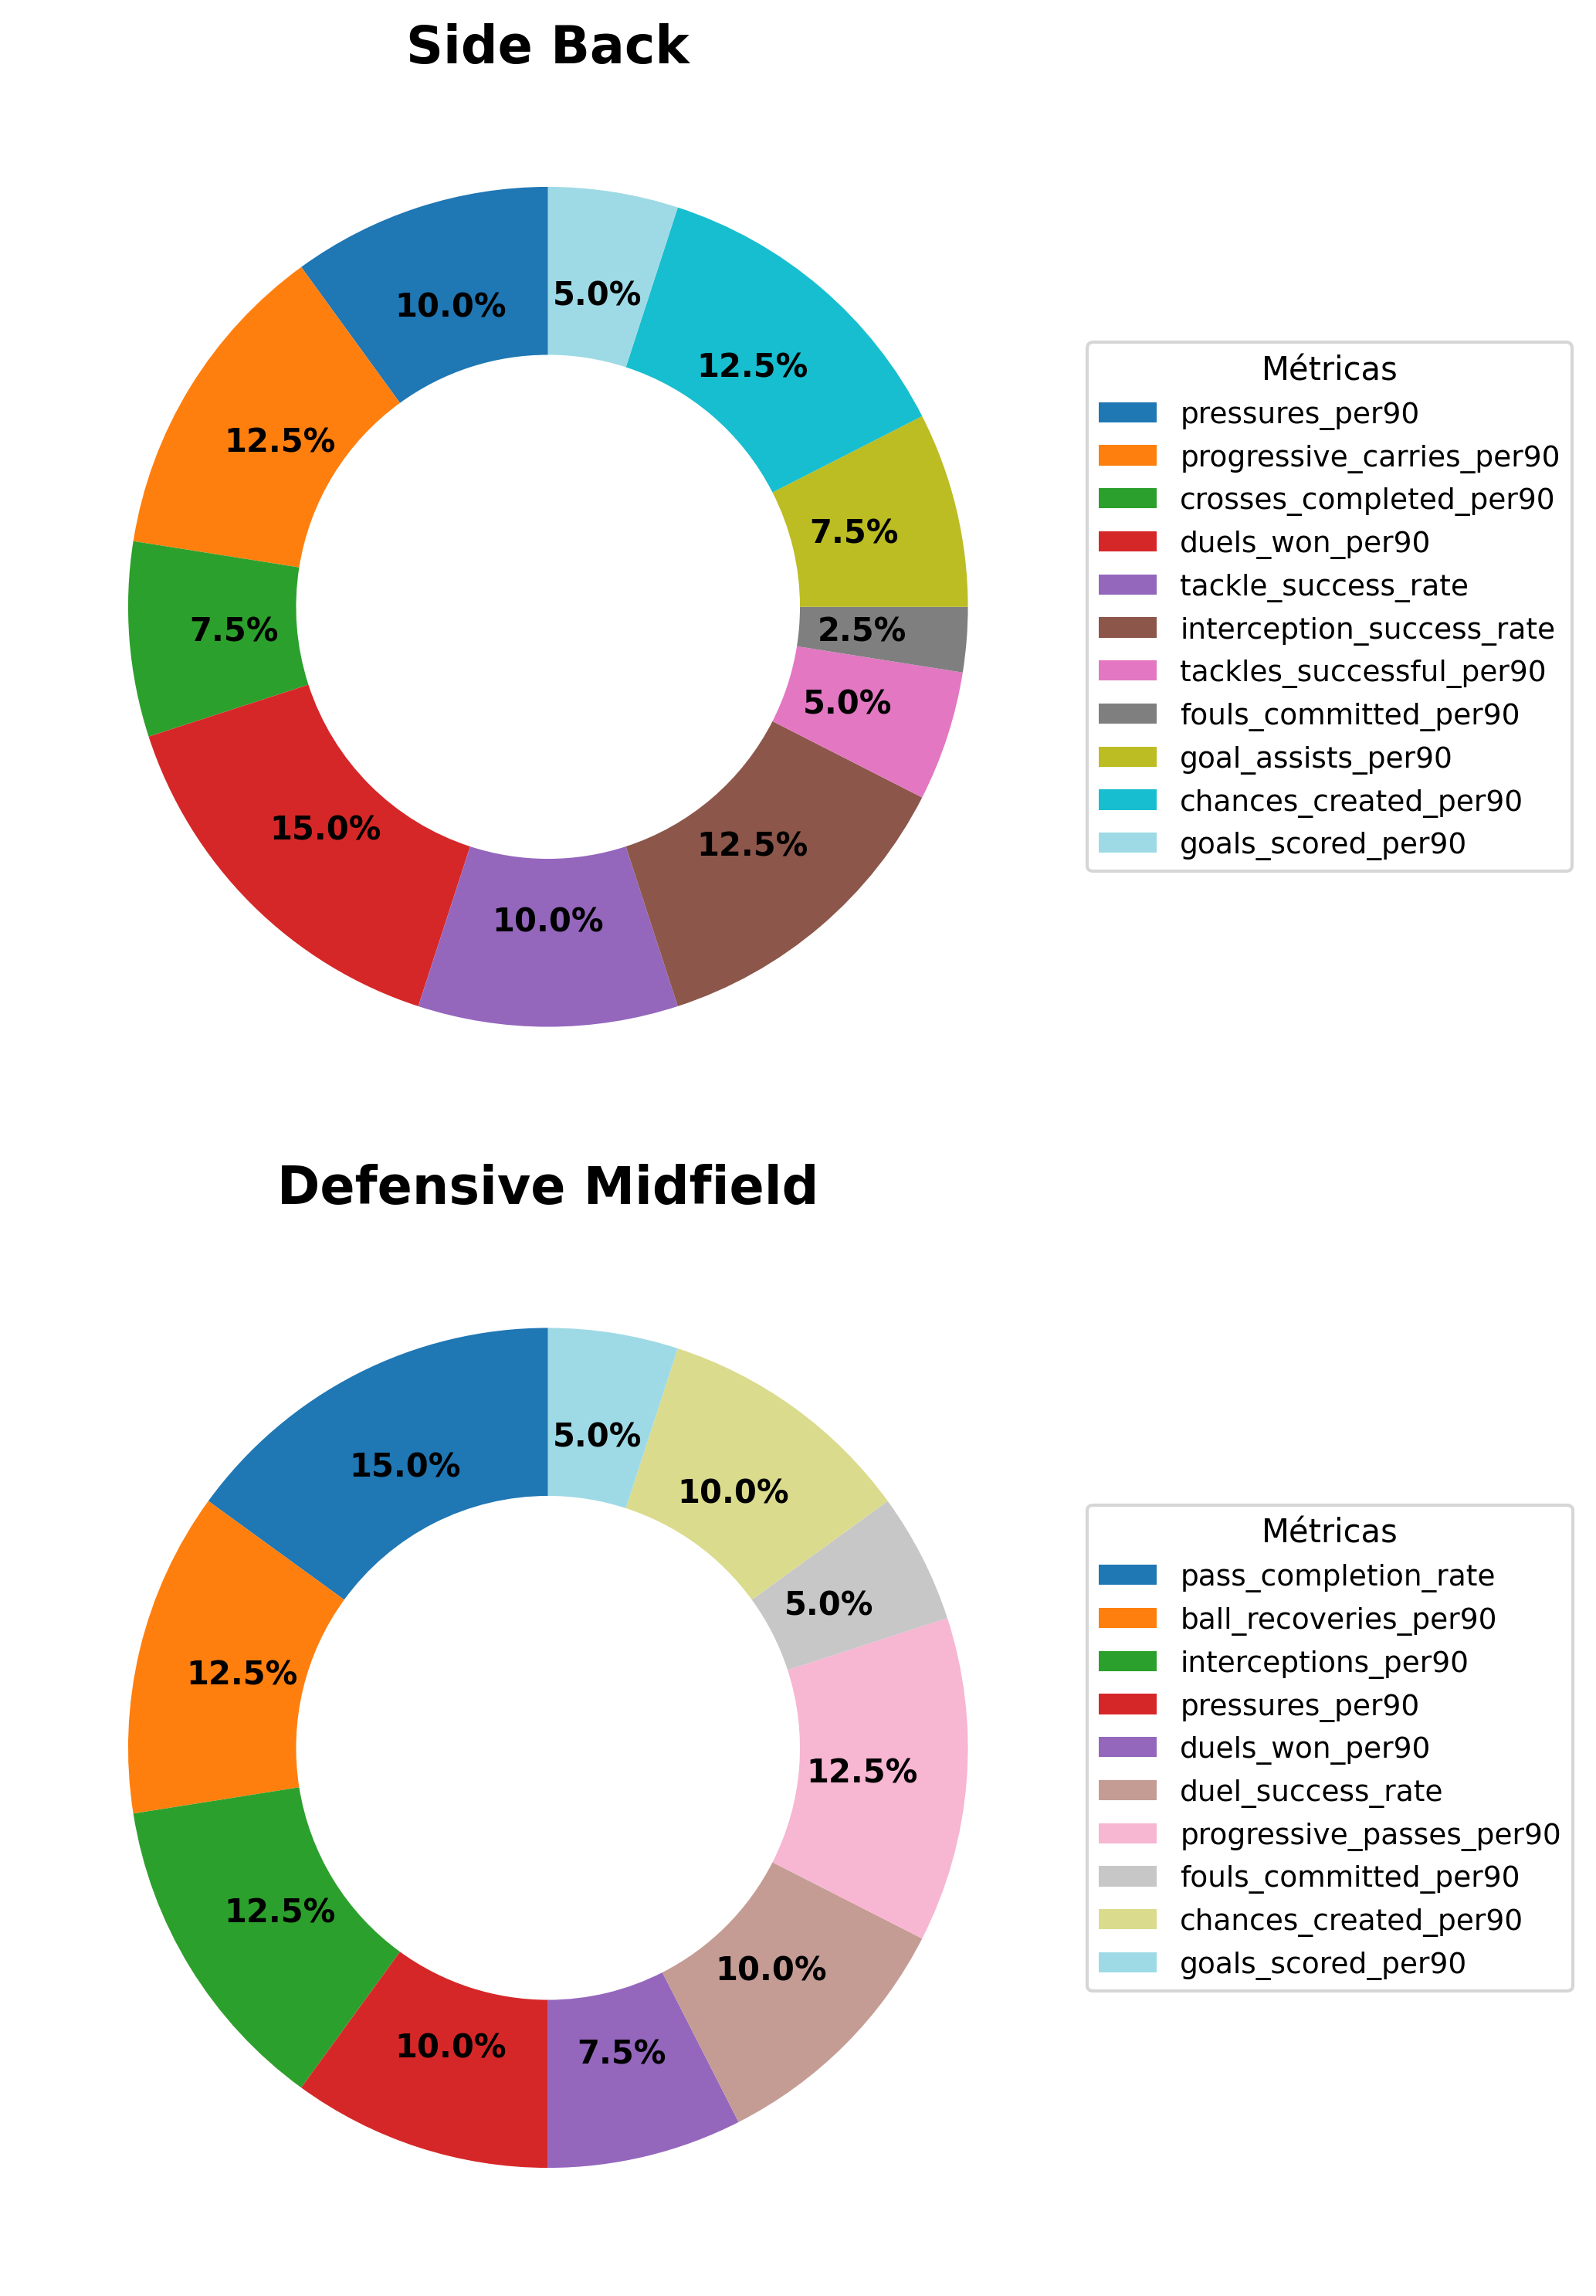 Side Back
5.0%
10.0%
12.5%
12.5%
7.5%
7.5%
2.5%
5.0%
15.0%
12.5%
10.0%
Métricas
pressures_per90
progressive_carries_per90
crosses_completed_per90
duels_won_per90
tackle_success_rate
interception_success_rate
tackles_successful_per90
fouls_committed_per90
goal_assists_per90
chances_created_per90
goals_scored_per90
Defensive Midfield
5.0%
15.0%
10.0%
5.0%
12.5%
12.5%
12.5%
10.0%
10.0%
7.5%
Métricas
pass_completion_rate
ball_recoveries_per90
interceptions_per90
pressures_per90
duels_won_per90
duel_success_rate
progressive_passes_per90
fouls_committed_per90
chances_created_per90
goals_scored_per90